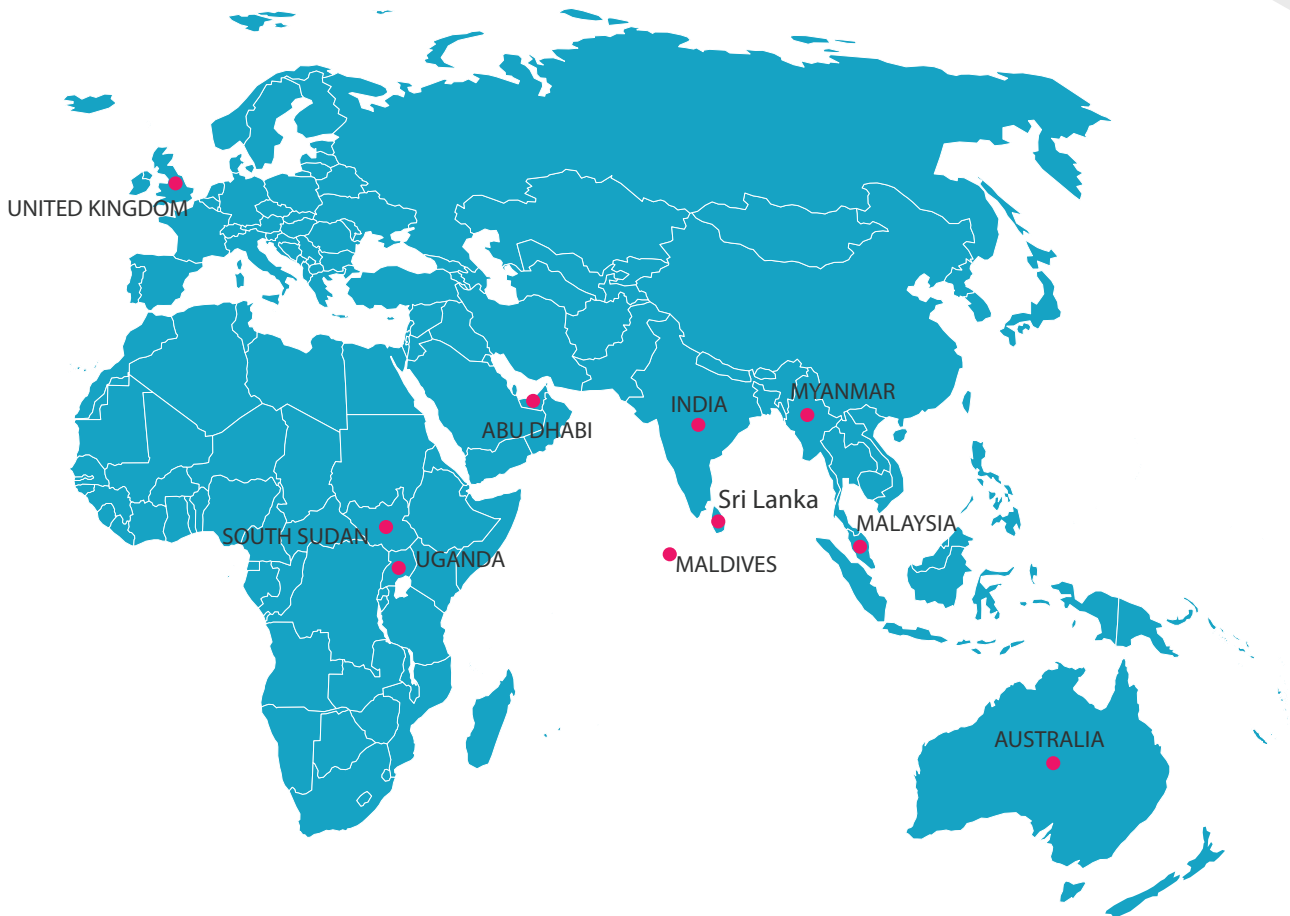 UNITED KINGDOM
MYANMAR
INDIA
ABU DHABI
Sri Lanka
MALAYSIA
SOUTH SUDAN
UGANDA
MALDIVES
AUSTRALIA